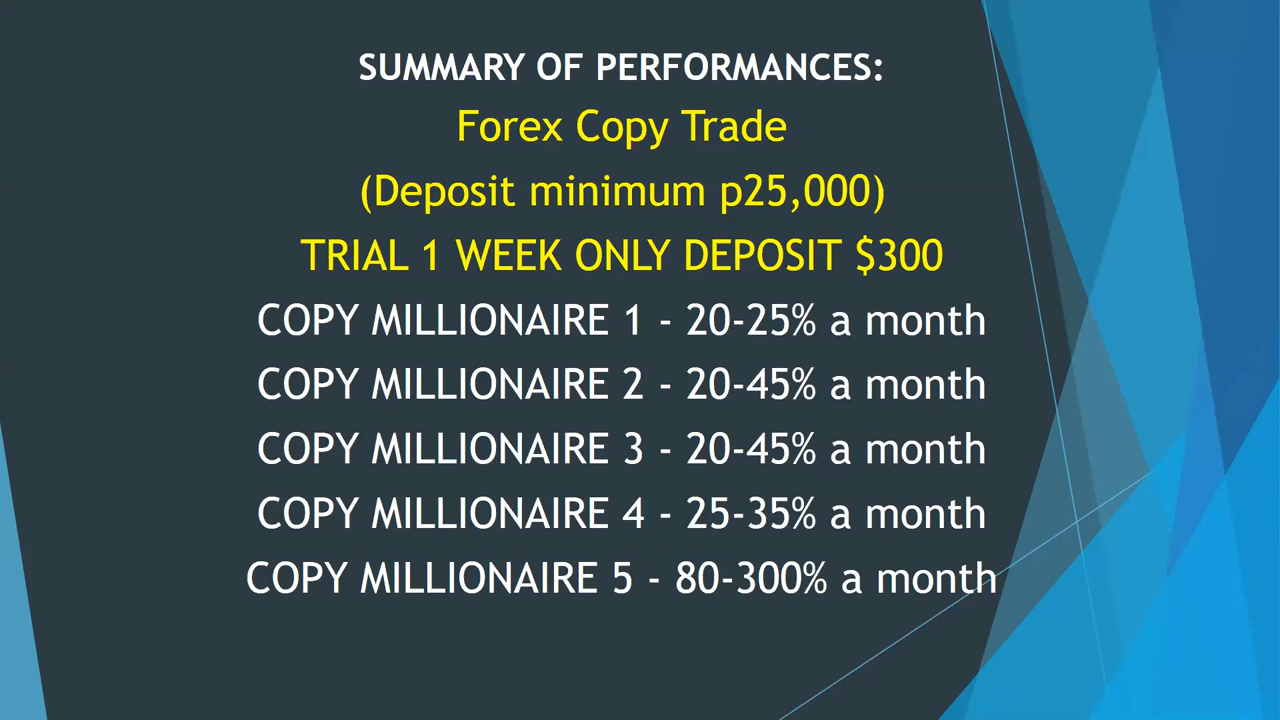 SUMMARY OF PERFORMANCES:
Forex Copy Trade
(Deposit minimum p25,000)
TRIAL 1 WEEK ONLY DEPOSIT $300
COPY MILLIONAIRE 1 - 20-25% a month
COPY MILLIONAIRE 2 - 20-45% a month
COPY MILLIONAIRE 3 - 20-45% a month
COPY MILLIONAIRE 4 - 25-35% a month
COPY MILLIONAIRE 5 - 80-300% a month